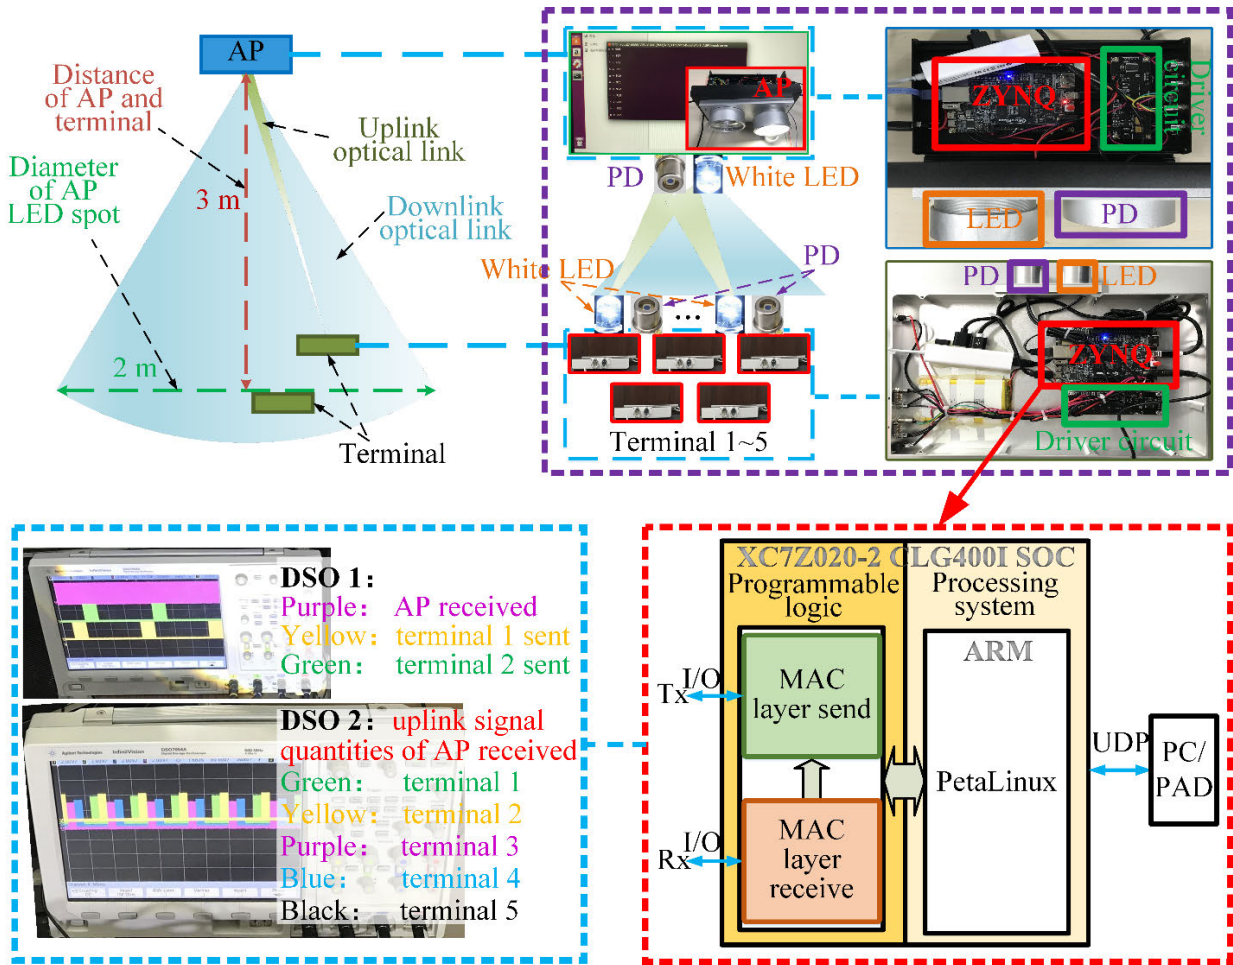 AP
Distance
of AP and
terminal
Uplink
optical link
Diameter
of AP
LED spot
3 m
Downlink
optical link
2 m
Terminal
AP
PD
White LED
White LED
PD
...
Terminal 1~5
ZYNQ
Driver
circuit
LED
PD
PD
LED
ZYNQ
Driver circuit
DSO 1：
Purple： AP received
Yellow： terminal 1 sent
Green： terminal 2 sent
DSO 2：uplink signal
quantities of AP received
Green： terminal 1
Yellow： terminal 2
Purple： terminal 3
Blue： terminal 4
Black： terminal 5
XC7Z020-2 CLG400I SOC
Programmable
logic
Processing
system
MAC
layer send
ARM
I/O
Tx
PetaLinux
UDP
PC/
PAD
MAC
layer
receive
I/O
Rx